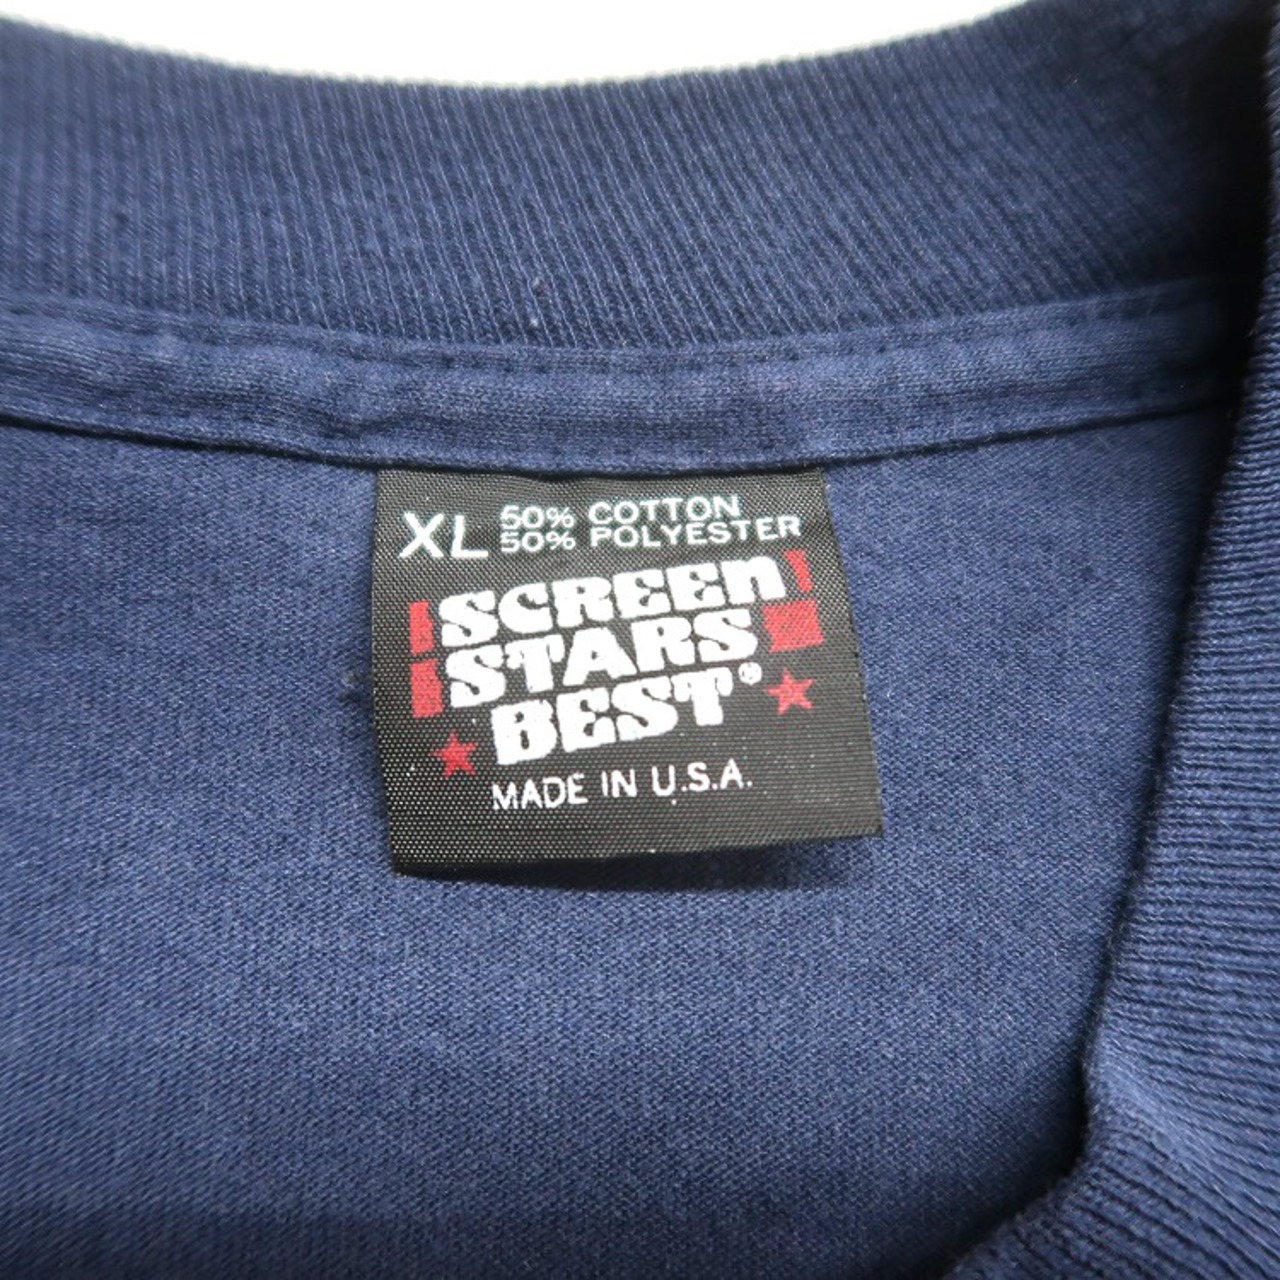 XL 50% COTTON
50% POLYESTER
SCREEN
STARS
BEST®
MADE IN U.S.A.